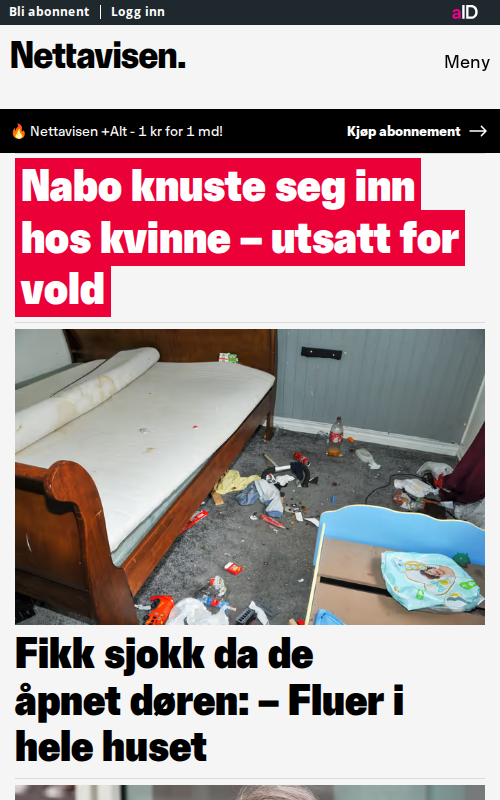 Bli abonnent | Logg inn
aID
Nettavisen.
Meny
🔥 Nettavisen +Alt - 1 kr for 1 md!
Kjøp abonnement →
Nabo knuste seg inn
hos kvinne – utsatt for
vold
Fikk sjokk da de
åpnet døren: – Fluer i
hele huset